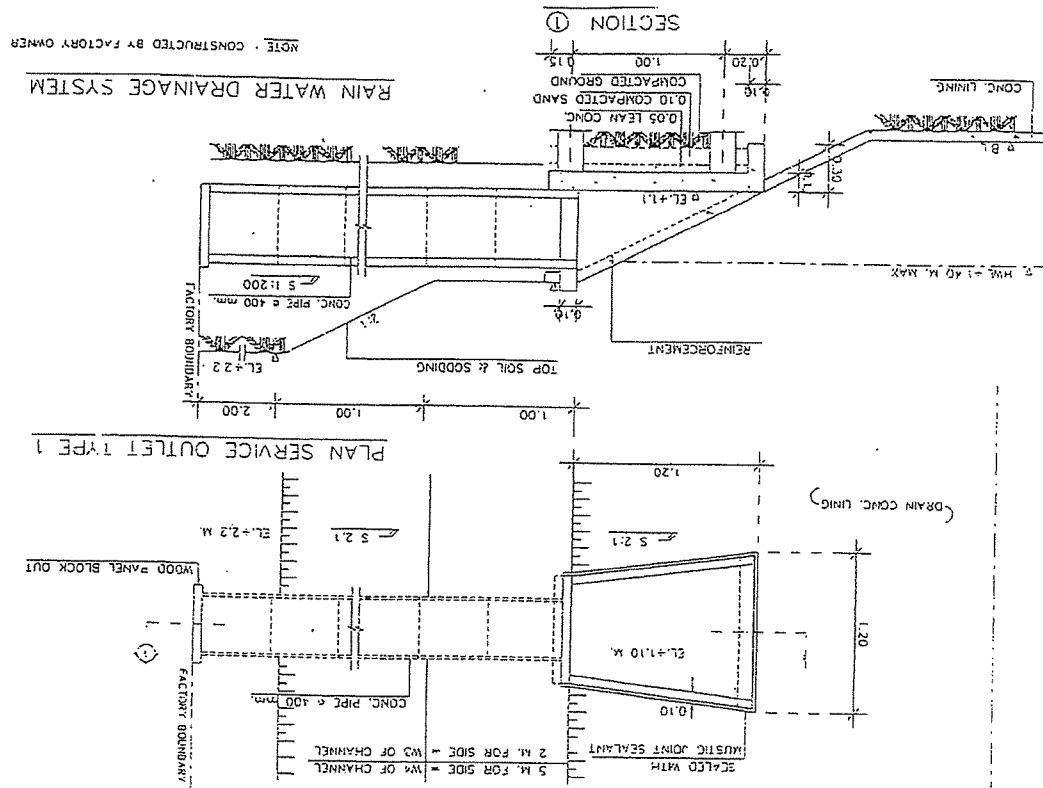 SEALED WITH
MUSTIC JOINT SEALANT
5 M. FOR SIDE = W4 OF CHANNEL
2 M. FOR SIDE = W3 OF CHANNEL
FACTORY BOUNDARY
0.10
CONC. PIPE ø 400 mm.
1.20
EL.+1.10 M.
1
WOOD PANEL BLOCK OUT
DRAIN CONC. LINIG
S 2:1
S 2:1
EL.+2.2 M.
1.20
PLAN SERVICE OUTLET TYPE 1
1.00
1.00
2.00
TOP SOIL & SODDING
EL.+2.2
FACTORY BOUNDARY
REINFORCEMENT
0.10
CONC. PIPE ø 400 mm.
S 1:200
HWL +1.40 M. MAX
EL.+1.1
0.30
0.1
B.L
CONC. LINING
0.05 LEAN CONC.
0.10 COMPACTED SAND
COMPACTED GROUND
0.10
0.20
1.00
0.15
RAIN WATER DRAINAGE SYSTEM
SECTION 1
NOTE : CONSTRUCTED BY FACTORY OWNER